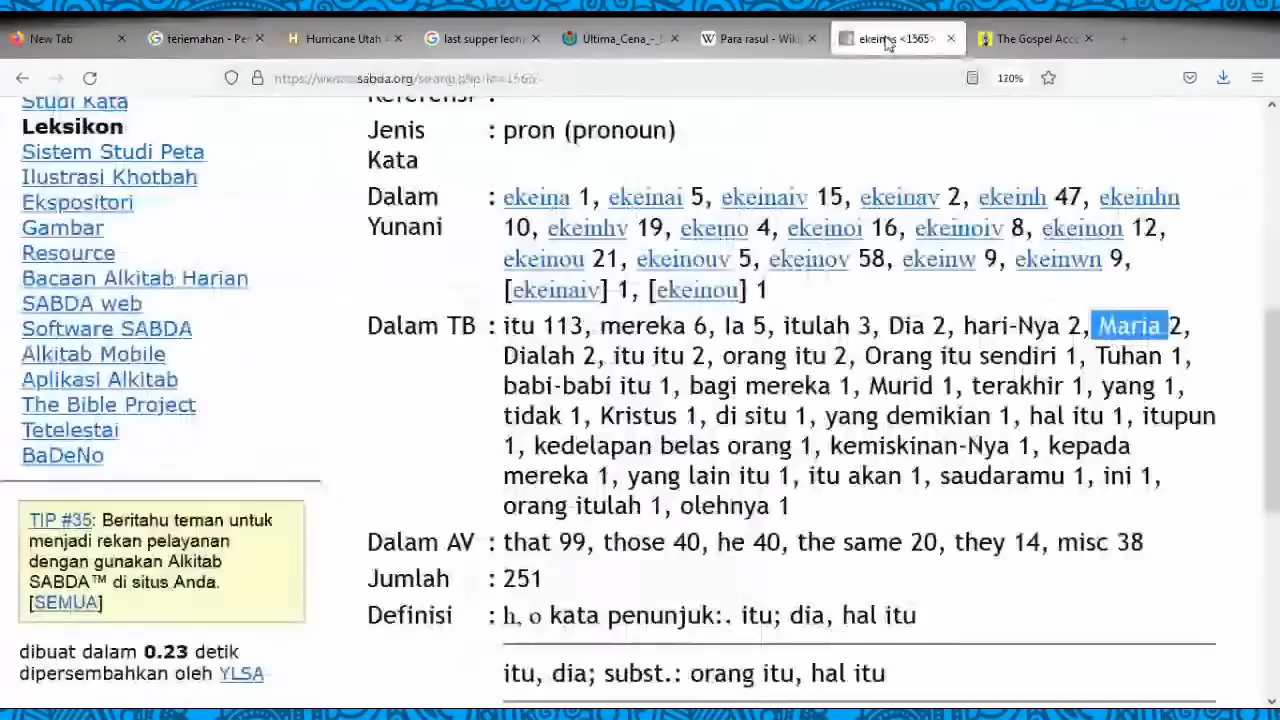 New Tab
terjemahan - Pe
Hurricane Utah
last supper leon
Ultima_Cena_-_
Para rasul - Wik
<1565>
The Gospel Acc
sabda.org/
120%
Studi Kata
Leksikon
Sistem Studi Peta
Ilustrasi Khotbah
Ekspositori
Gambar
Resource
Bacaan Alkitab Harian
SABDA web
Software SABDA
Alkitab Mobile
Aplikasi Alkitab
The Bible Project
Tetelestai
BaDeNo
TIP #35: Beritahu teman untuk
menjadi rekan pelayanan
dengan gunakan Alkitab
SABDA™ di situs Anda.
[SEMUA]
dibuat dalam 0.23 detik
dipersembahkan oleh YLSA
Referensi :
Jenis Kata : pron (pronoun)
Dalam Yunani : ekeina 1, ekeinai 5, ekeinaiv 15, ekeinav 2, ekeinh 47, ekeinhn
10, ekeinhv 19, ekeino 4, ekeinoi 16, ekeinoiv 8, ekeinon 12,
ekeinou 21, ekeinouv 5, ekeinov 58, ekeinw 9, ekeinwn 9,
[ekeinaiv] 1, [ekeinou] 1
Dalam TB : itu 113, mereka 6, Ia 5, itulah 3, Dia 2, hari-Nya 2, Maria 2,
Dialah 2, itu itu 2, orang itu 2, Orang itu sendiri 1, Tuhan 1,
babi-babi itu 1, bagi mereka 1, Murid 1, terakhir 1, yang 1,
tidak 1, Kristus 1, di situ 1, yang demikian 1, hal itu 1, itupun
1, kedelapan belas orang 1, kemiskinan-Nya 1, kepada
mereka 1, yang lain itu 1, itu akan 1, saudaramu 1, ini 1,
orang itulah 1, olehnya 1
Dalam AV : that 99, those 40, he 40, the same 20, they 14, misc 38
Jumlah : 251
Definisi : h, o kata penunjuk:. itu; dia, hal itu
itu, dia; subst.: orang itu, hal itu